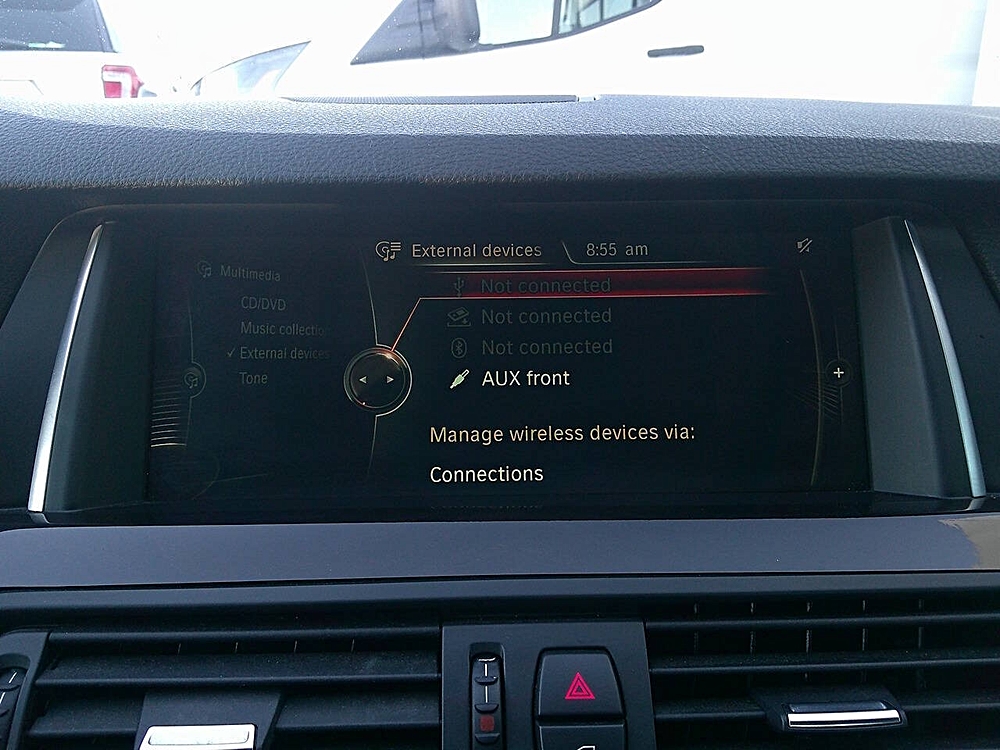 External devices 8:55 am
Multimedia
CD/DVD
Music collectio
External devices
Tone
Not connected
Not connected
Not connected
AUX front
Manage wireless devices via:
Connections